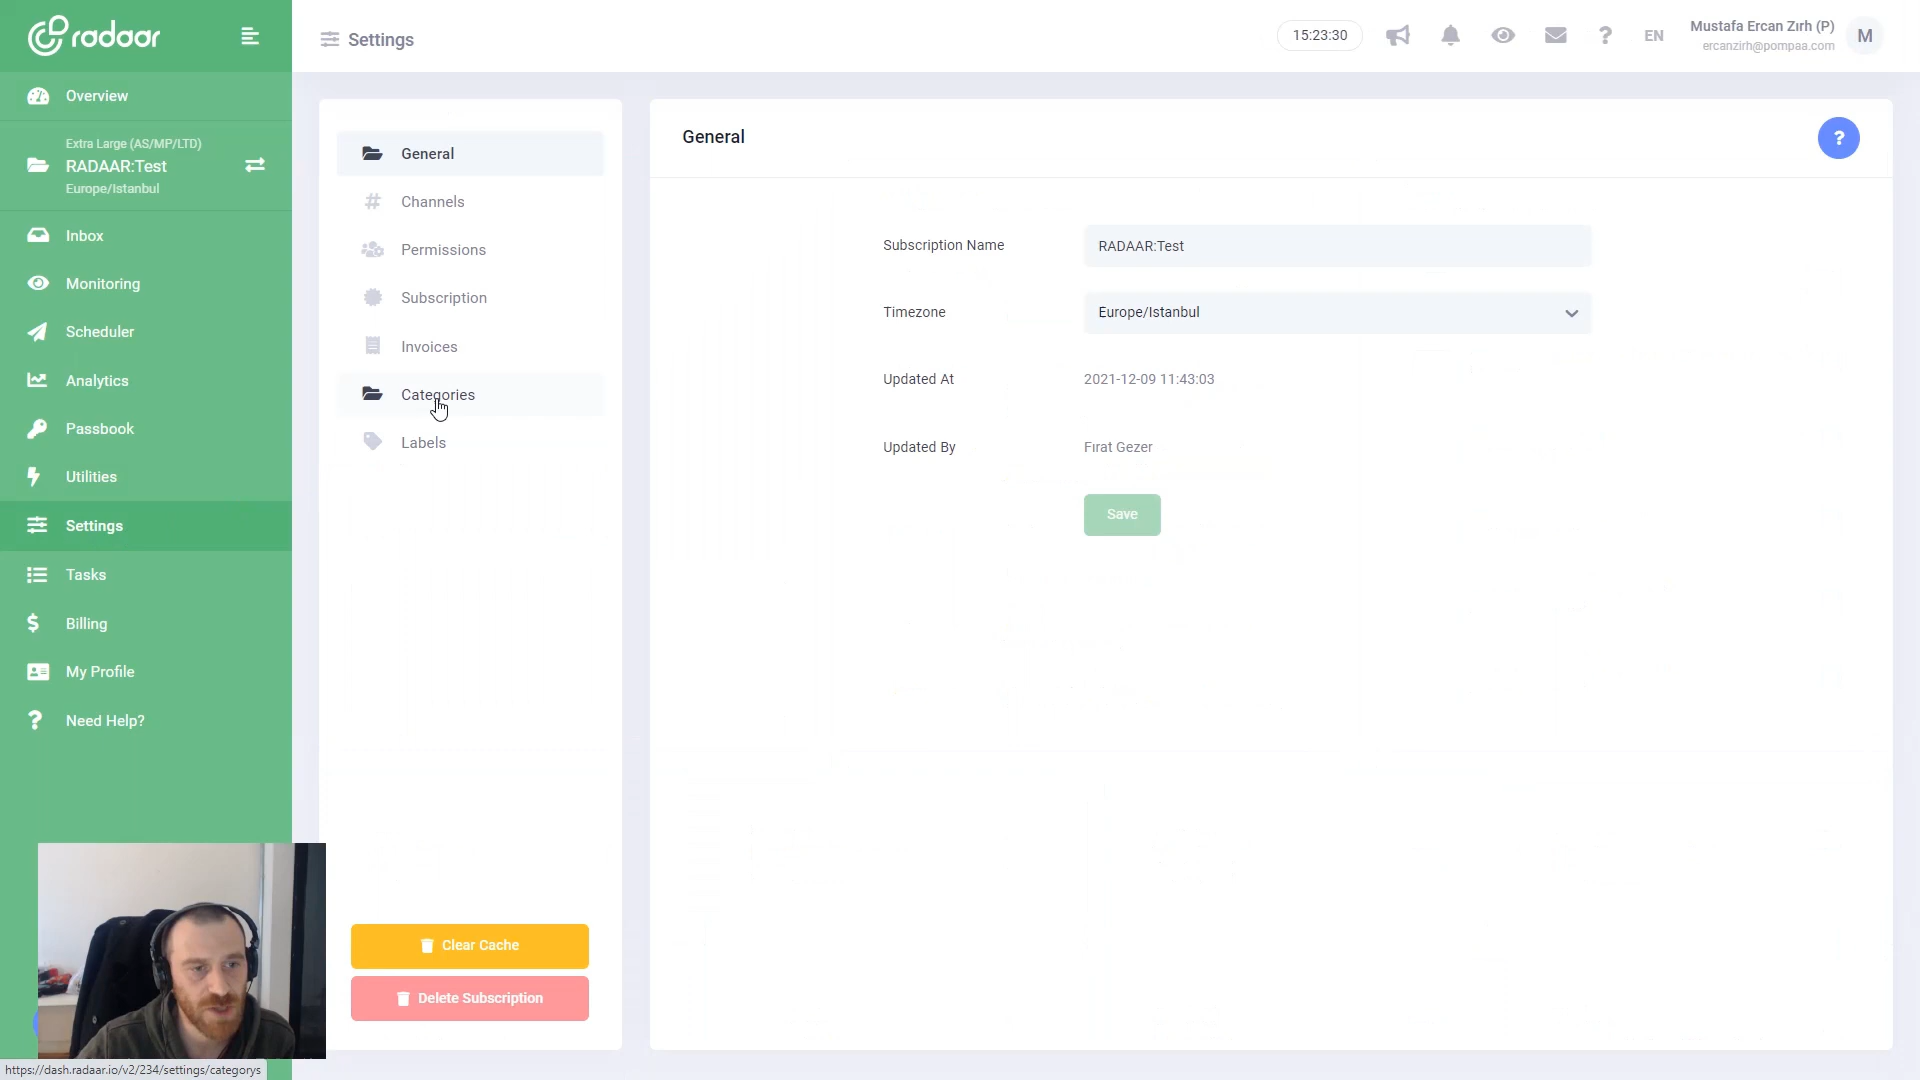 radaar
Settings
15:23:30
EN
Mustafa Ercan Zırh (P)
ercanzirh@pompaa.com
M
Overview
Extra Large (AS/MP/LTD)
RADAAR:Test
Europe/Istanbul
Inbox
Monitoring
Scheduler
Analytics
Passbook
Utilities
Settings
Tasks
Billing
My Profile
Need Help?
General
Channels
Permissions
Subscription
Invoices
Categories
Labels
Clear Cache
Delete Subscription
General
?
Subscription Name
RADAAR:Test
Timezone
Europe/Istanbul
Updated At
2021-12-09 11:43:03
Updated By
Fırat Gezer
Save
https://dash.radaar.io/v2/234/settings/categorys